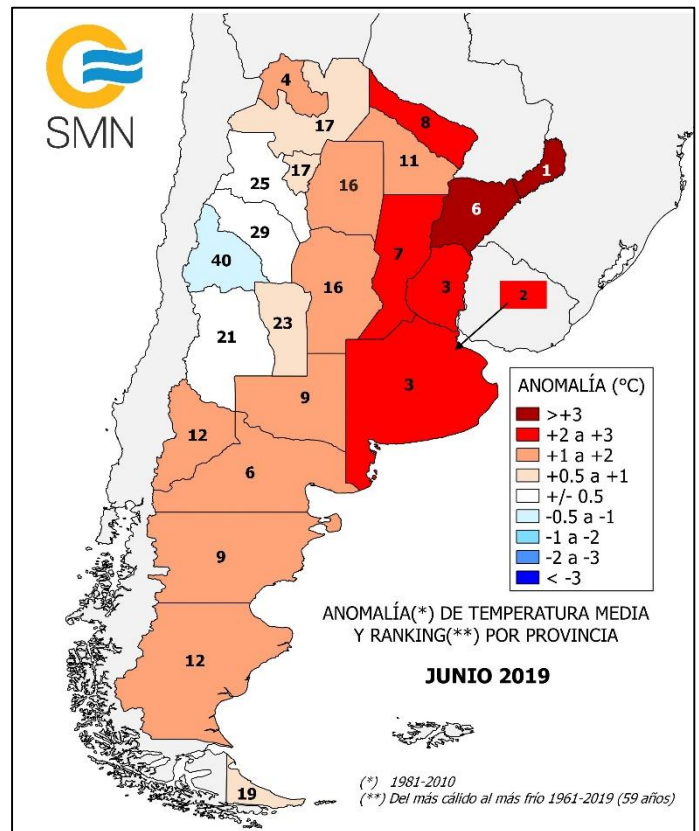 SMN
4
17
8
11
1
17
25
16
6
29
7
40
3
16
2
23
21
3
9
12
6
9
12
19
ANOMALÍA (°C)
>+3
+2 a +3
+1 a +2
+0.5 a +1
+/- 0.5
-0.5 a -1
-1 a -2
-2 a -3
< -3
ANOMALÍA(*) DE TEMPERATURA MEDIA
Y RANKING(**) POR PROVINCIA
JUNIO 2019
(*) 1981-2010
(**) Del más cálido al más frío 1961-2019 (59 años)